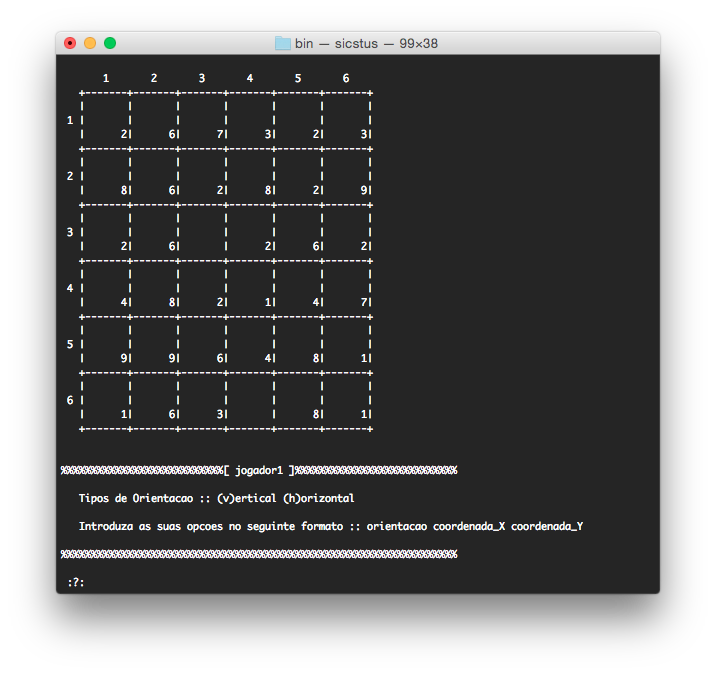 bin — sicstus — 99×38
1 2 3 4 5 6
+-------+-------+-------+-------+-------+-------+
1
| 2| 6| 7| 3| 2| 3|
+-------+-------+-------+-------+-------+-------+
2
| 8| 6| 2| 8| 2| 9|
+-------+-------+-------+-------+-------+-------+
3
| 2| 6| | 2| 6| 2|
+-------+-------+-------+-------+-------+-------+
4
| 4| 8| 2| 1| 4| 7|
+-------+-------+-------+-------+-------+-------+
5
| 9| 9| 6| 4| 8| 1|
+-------+-------+-------+-------+-------+-------+
6
| 1| 6| 3| | 8| 1|
+-------+-------+-------+-------+-------+-------+
%%%%%%%%%%%%%%%%%%%%%%%%%%%[ jogador1 ]%%%%%%%%%%%%%%%%%%%%%%%%%%%
Tipos de Orientacao :: (v)ertical (h)orizontal
Introduza as suas opcoes no seguinte formato :: orientacao coordenada_X coordenada_Y
%%%%%%%%%%%%%%%%%%%%%%%%%%%%%%%%%%%%%%%%%%%%%%%%%%%%%%%%%%%%%%%%%%
:?: